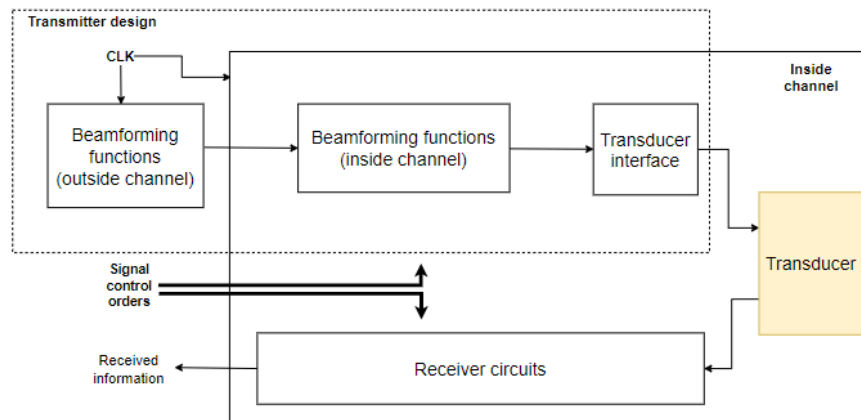 Transmitter design
CLK
Inside
channel
Beamforming
functions
(outside channel)
Beamforming functions
(inside channel)
Transducer
interface
Transducer
Signal
control
orders
Received
information
Receiver circuits